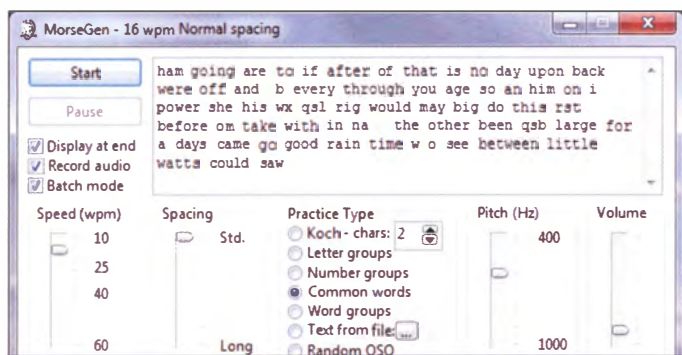 MorseGen - 16 wpm Normal spacing
Start
ham going are to if after of that is no day upon back
were off and b every through you age so an him on i
Pause
power she his wx qsl rig would may big do this rst
before om take with in na the other been qsb large for
Display at end
a days came go good rain time w o see between little
Record audio
watts could saw
Batch mode
Speed (wpm) Spacing Practice Type Pitch (Hz) Volume
10 Std. Koch - chars: 2 400
Letter groups
25 Number groups
40 Common words
Word groups
Text from file: ...
60 Long Random QSO 1000